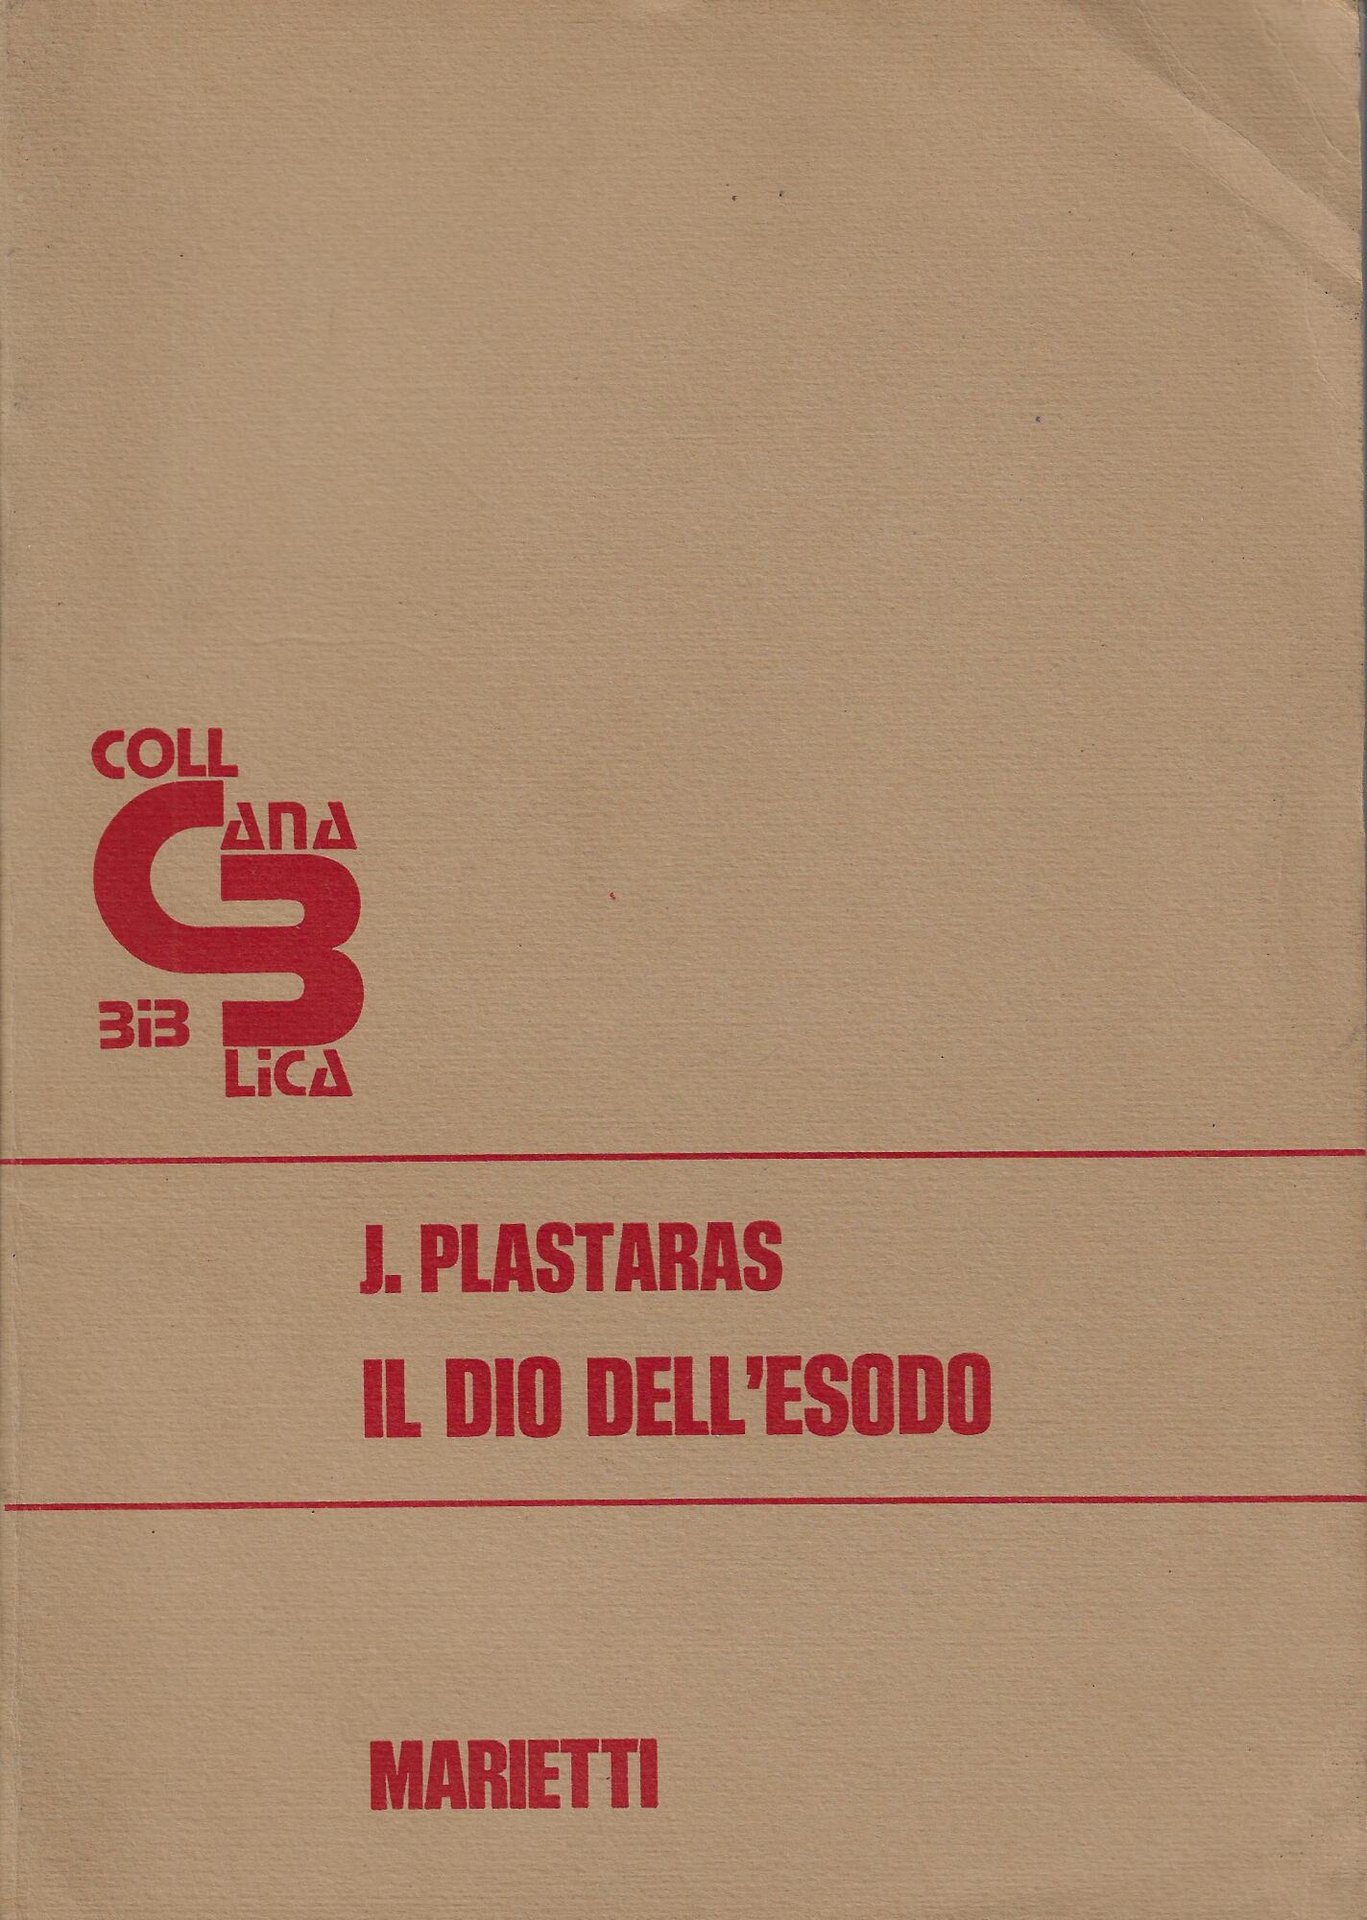 COLL
ANA
BiB
LiCA
J. PLASTARAS
IL DIO DELL'ESODO
MARIETTI